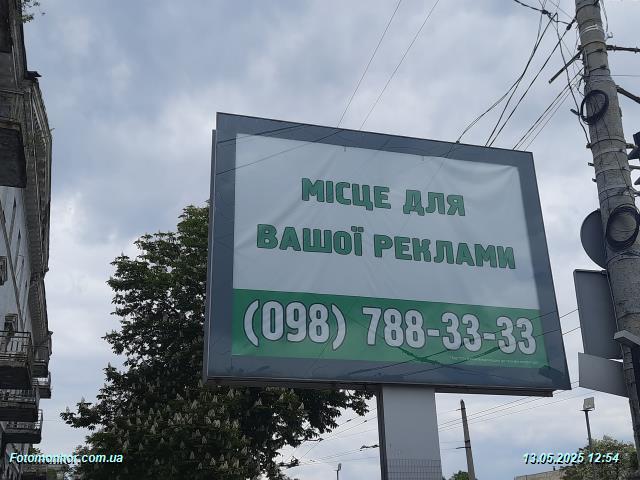 МІСЦЕ ДЛЯ
ВАШОЇ РЕКЛАМИ
(098) 788-33-33
Fotomonitor.com.ua
13.05.2025 12:54